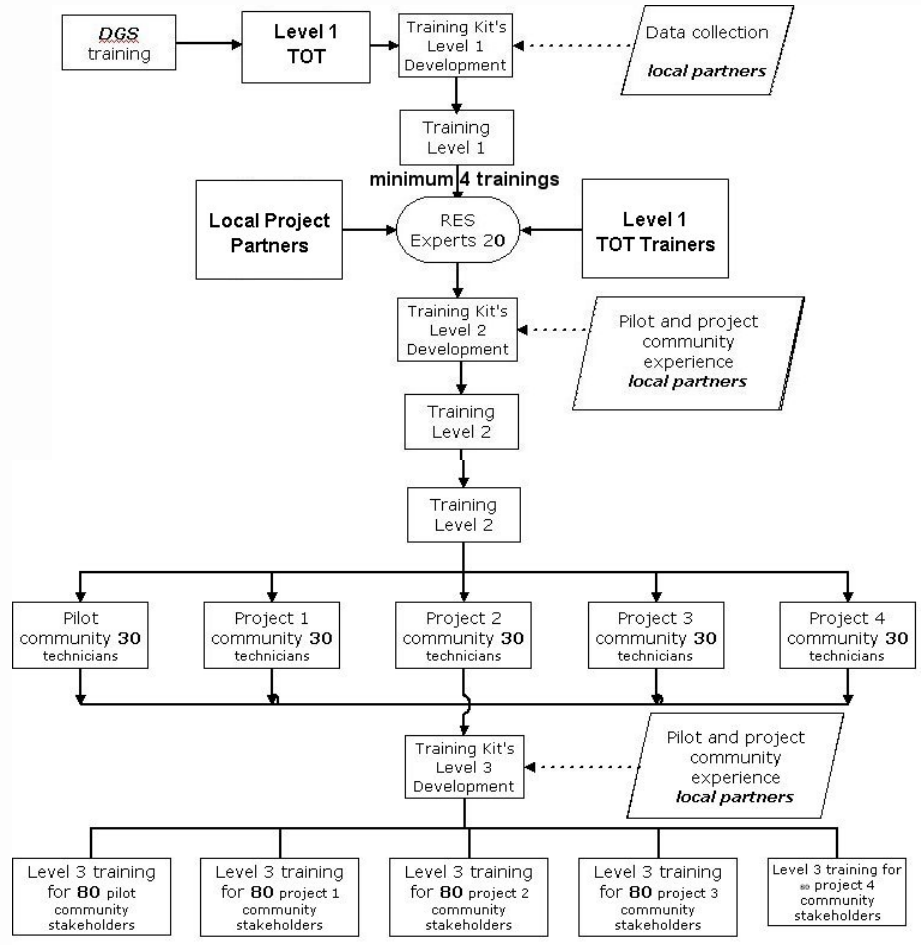 DGS
training
Level 1
TOT
Training Kit's
Level 1
Development
Data collection
local partners
Training
Level 1
minimum 4 trainings
Local Project
Partners
RES
Experts 20
Level 1
TOT Trainers
Training Kit's
Level 2
Development
Pilot and project
community
experience
local partners
Training
Level 2
Training
Level 2
Pilot
community 30
technicians
Project 1
community 30
technicians
Project 2
community 30
technicians
Project 3
community 30
technicians
Project 4
community 30
technicians
Training Kit's
Level 3
Development
Pilot and project
community
experience
local partners
Level 3 training
for 80 pilot
community
stakeholders
Level 3 training
for 80 project 1
community
stakeholders
Level 3 training
for 80 project 2
community
stakeholders
Level 3 training
for 80 project 3
community
stakeholders
Level 3 training for
80 project 4
community
stakeholders